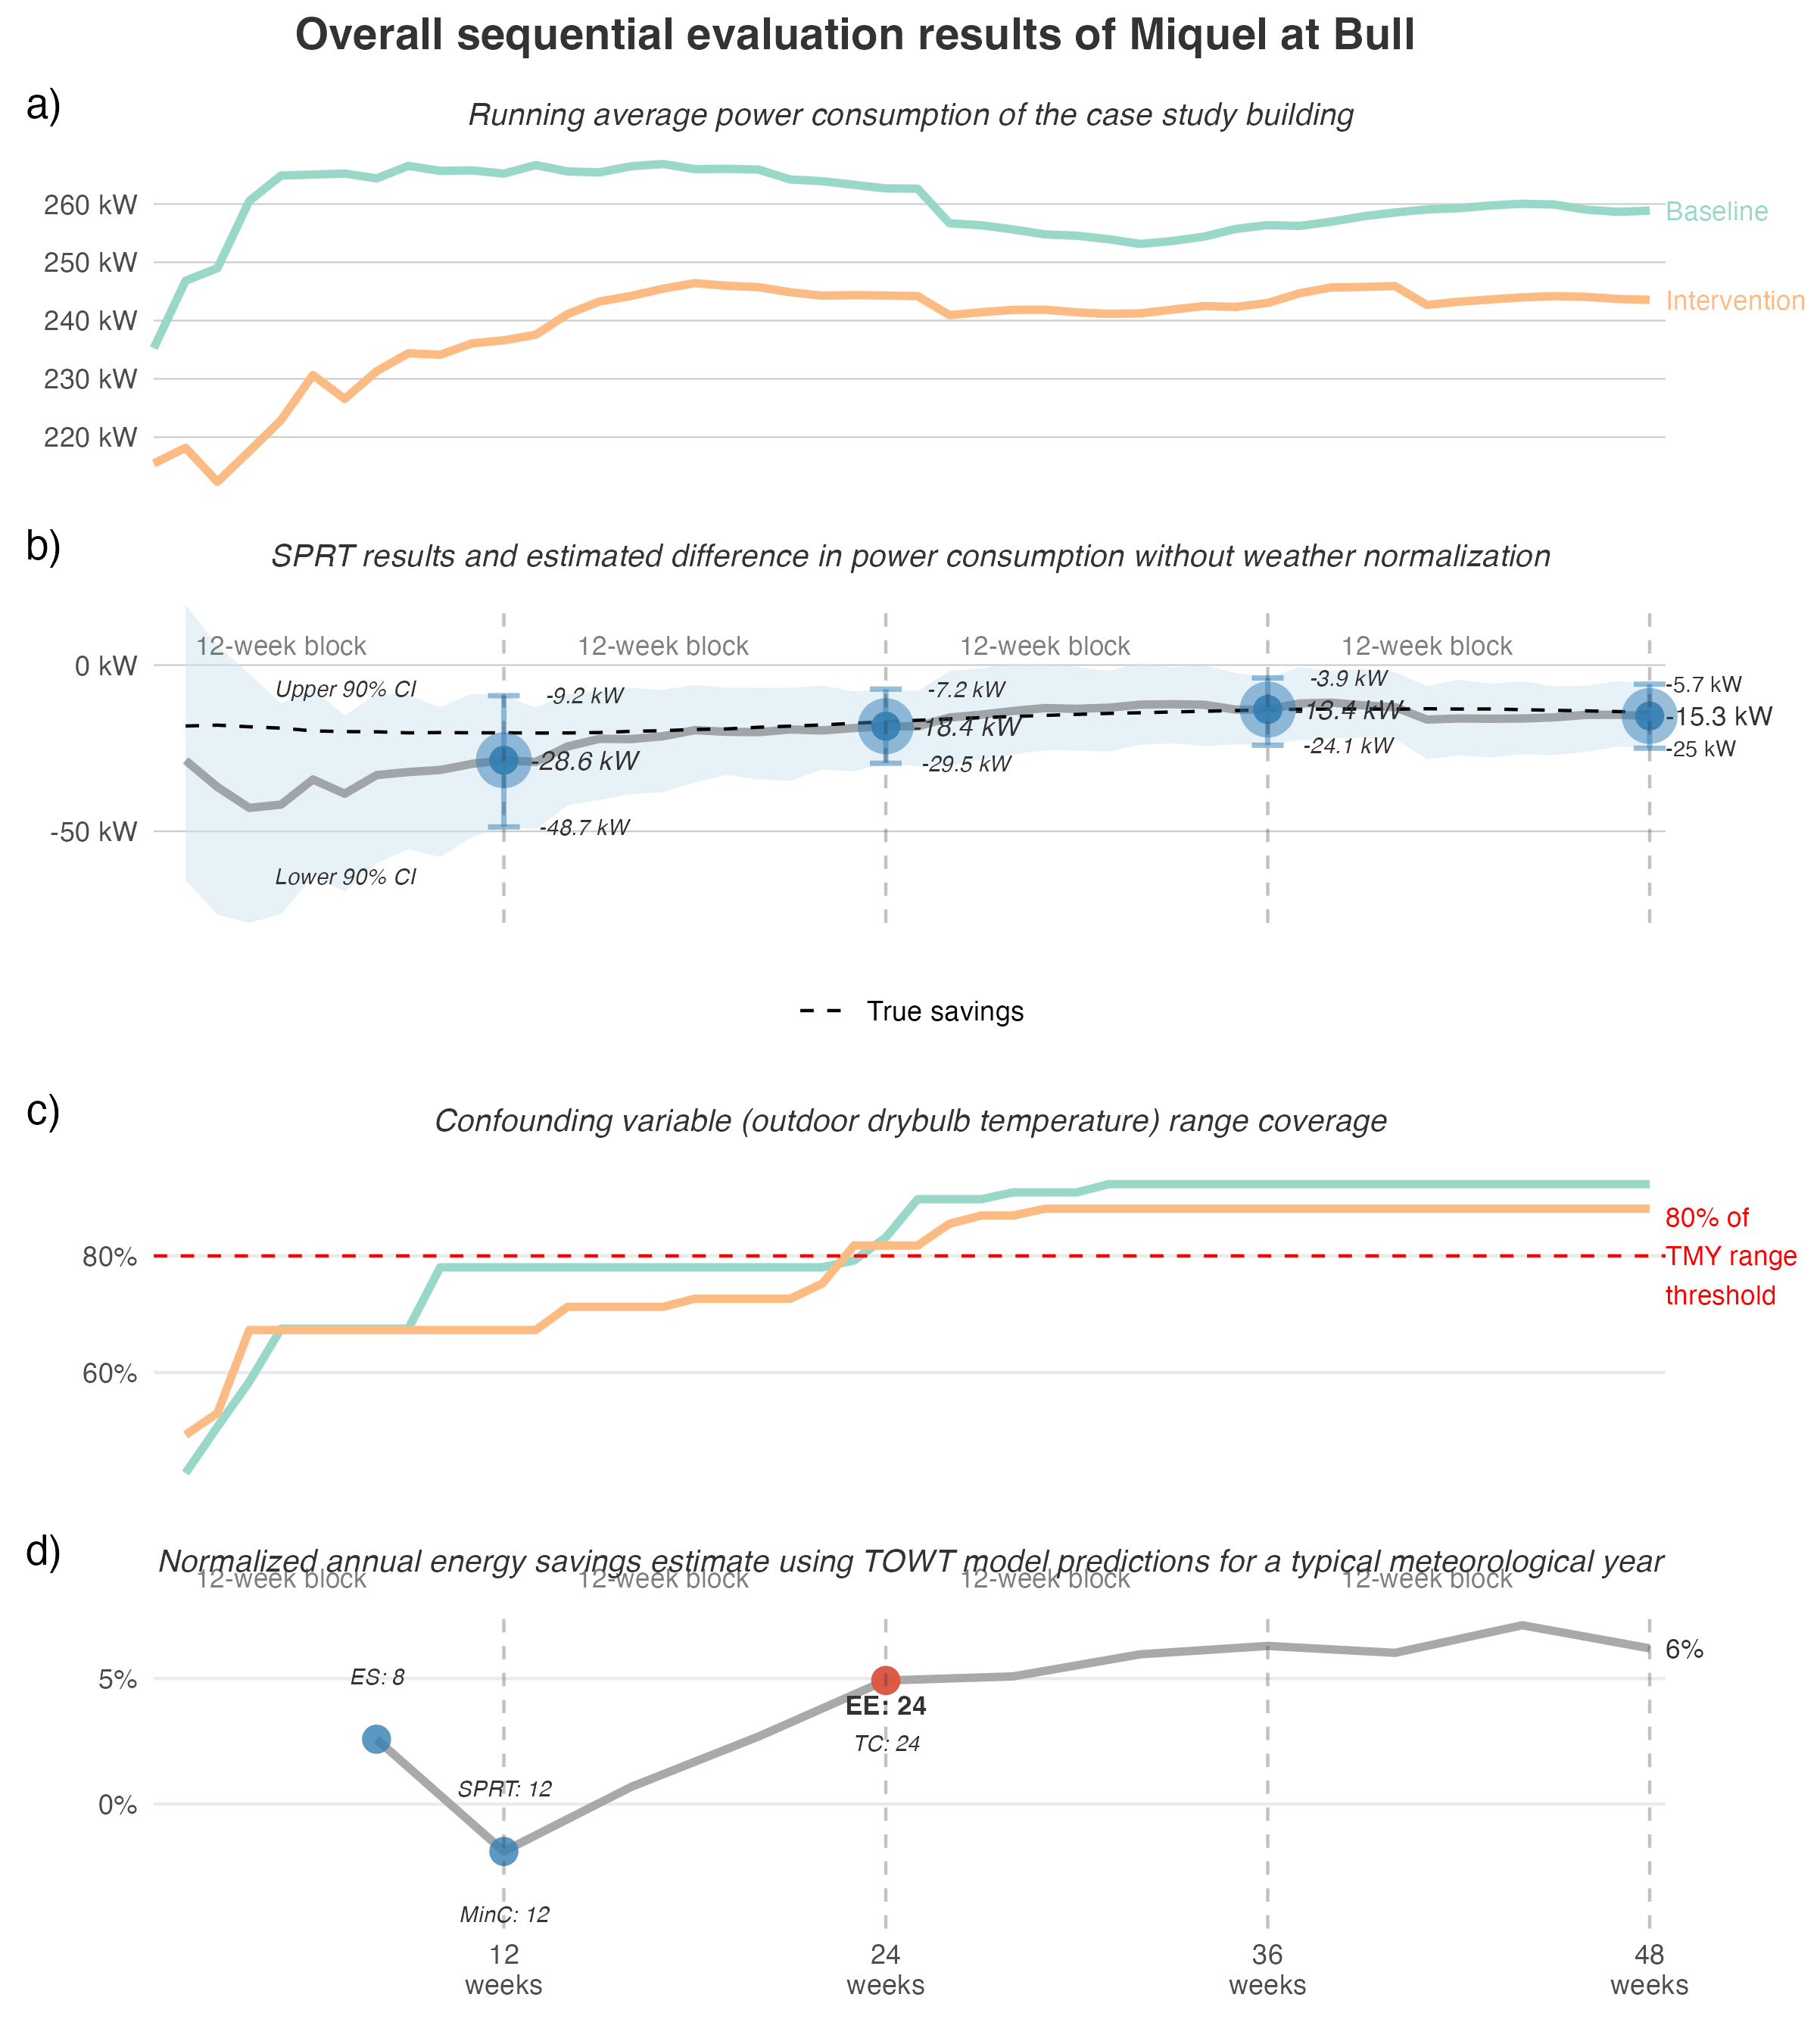 Overall sequential evaluation results of Miquel at Bull
a)
Running average power consumption of the case study building
260 kW
250 kW
240 kW
230 kW
220 kW
Baseline
Intervention
b)
SPRT results and estimated difference in power consumption without weather normalization
12-week block
12-week block
12-week block
12-week block
0 kW
-50 kW
Upper 90% CI
Lower 90% CI
-9.2 kW
-28.6 kW
-48.7 kW
-7.2 kW
-18.4 kW
-29.5 kW
-3.9 kW
-13.4 kW
-24.1 kW
-5.7 kW
-15.3 kW
-25 kW
True savings
c)
Confounding variable (outdoor drybulb temperature) range coverage
80%
60%
80% of
TMY range
threshold
d)
Normalized annual energy savings estimate using TOWT model predictions for a typical meteorological year
12-week block
12-week block
12-week block
12-week block
5%
0%
ES: 8
SPRT: 12
MinC: 12
EE: 24
TC: 24
6%
12
weeks
24
weeks
36
weeks
48
weeks